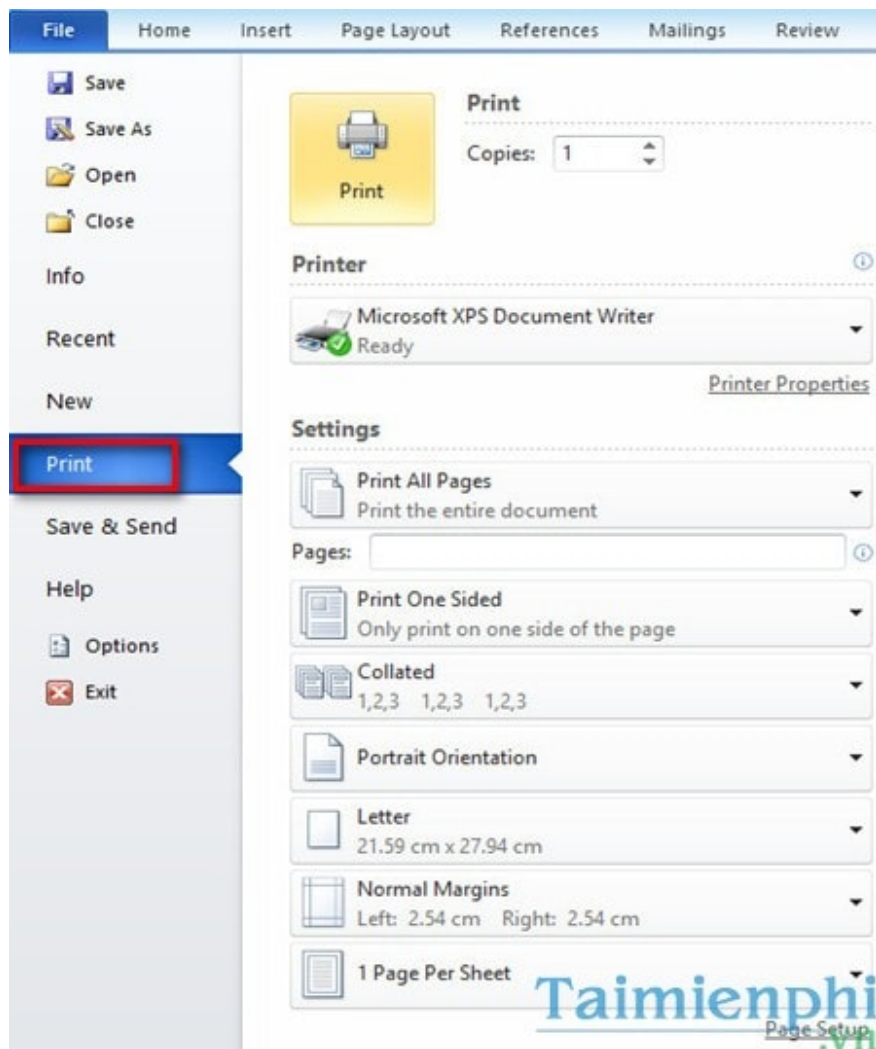 File Home Insert Page Layout References Mailings Review
Save
Save As
Open
Close
Info
Recent
New
Print
Save & Send
Help
Options
Exit
Print
Print
Copies: 1
Printer
Microsoft XPS Document Writer
Ready
Printer Properties
Settings
Print All Pages
Print the entire document
Pages:
Print One Sided
Only print on one side of the page
Collated
1,2,3 1,2,3 1,2,3
Portrait Orientation
Letter
21.59 cm x 27.94 cm
Normal Margins
Left: 2.54 cm Right: 2.54 cm
1 Page Per Sheet
Taimienphi
.vn
Page Setup